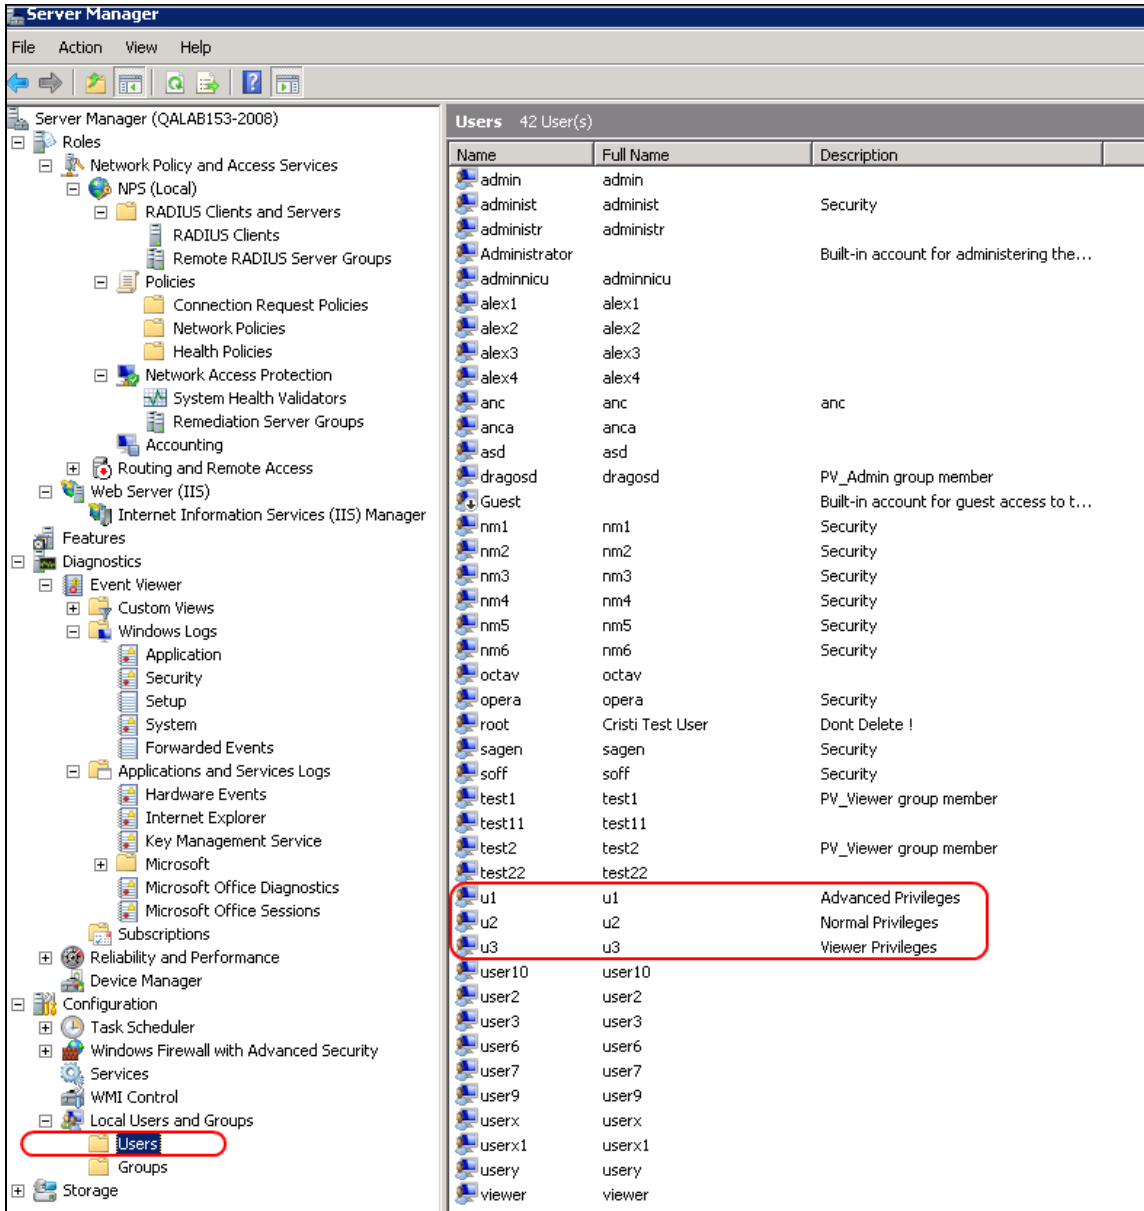 Server Manager
File Action View Help
Server Manager (QALAB153-2008)
Roles
Network Policy and Access Services
NPS (Local)
RADIUS Clients and Servers
RADIUS Clients
Remote RADIUS Server Groups
Policies
Connection Request Policies
Network Policies
Health Policies
Network Access Protection
System Health Validators
Remediation Server Groups
Accounting
Routing and Remote Access
Web Server (IIS)
Internet Information Services (IIS) Manager
Features
Diagnostics
Event Viewer
Custom Views
Windows Logs
Application
Security
Setup
System
Forwarded Events
Applications and Services Logs
Hardware Events
Internet Explorer
Key Management Service
Microsoft
Microsoft Office Diagnostics
Microsoft Office Sessions
Subscriptions
Reliability and Performance
Device Manager
Configuration
Task Scheduler
Windows Firewall with Advanced Security
Services
WMI Control
Local Users and Groups
Users
Groups
Storage
Users 42 User(s)
Name Full Name Description
admin admin
administ administ Security
administr administr
Administrator Built-in account for administering the...
adminnicu adminnicu
alex1 alex1
alex2 alex2
alex3 alex3
alex4 alex4
anc anc anc
anca anca
asd asd
dragosd dragosd PV_Admin group member
Guest Built-in account for guest access to t...
nm1 nm1 Security
nm2 nm2 Security
nm3 nm3 Security
nm4 nm4 Security
nm5 nm5 Security
nm6 nm6 Security
octav octav
opera opera Security
root Cristi Test User Dont Delete !
sagen sagen Security
soff soff Security
test1 test1 PV_Viewer group member
test11 test11
test2 test2 PV_Viewer group member
test22 test22
u1 u1 Advanced Privileges
u2 u2 Normal Privileges
u3 u3 Viewer Privileges
user10 user10
user2 user2
user3 user3
user6 user6
user7 user7
user9 user9
userx userx
userx1 userx1
usery usery
viewer viewer